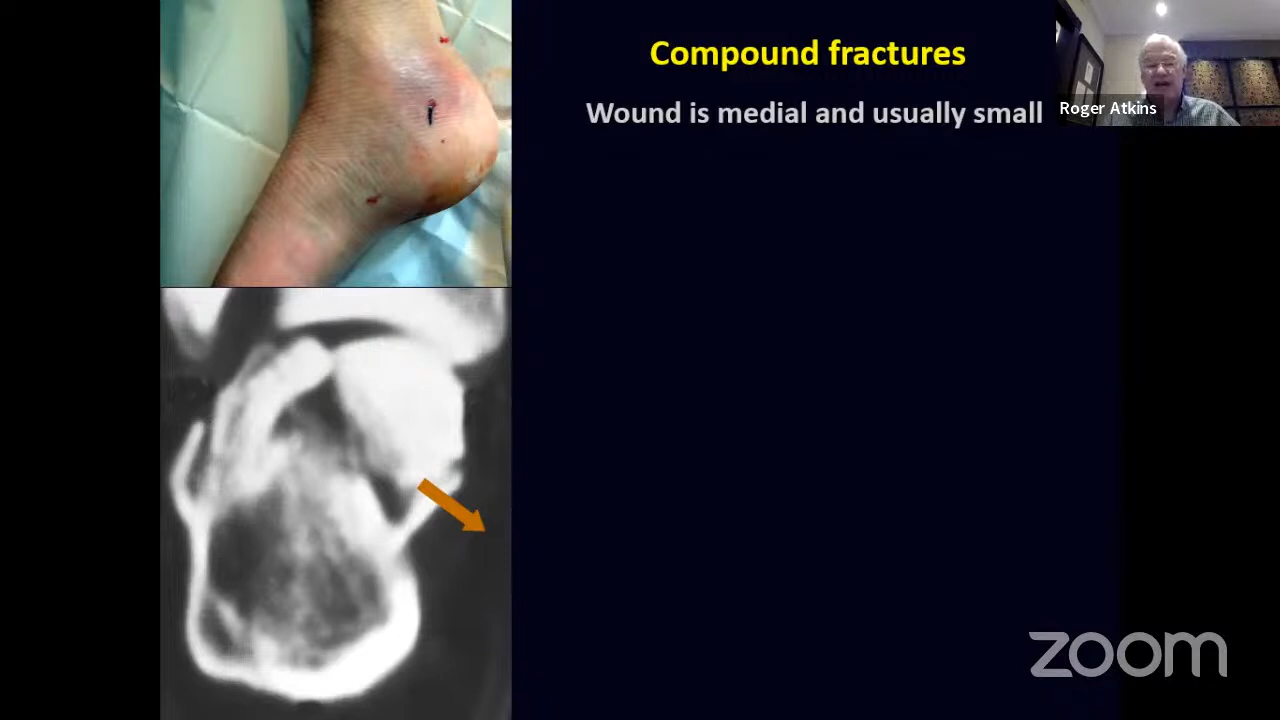 Compound fractures
Wound is medial and usually small
Roger Atkins
zoom